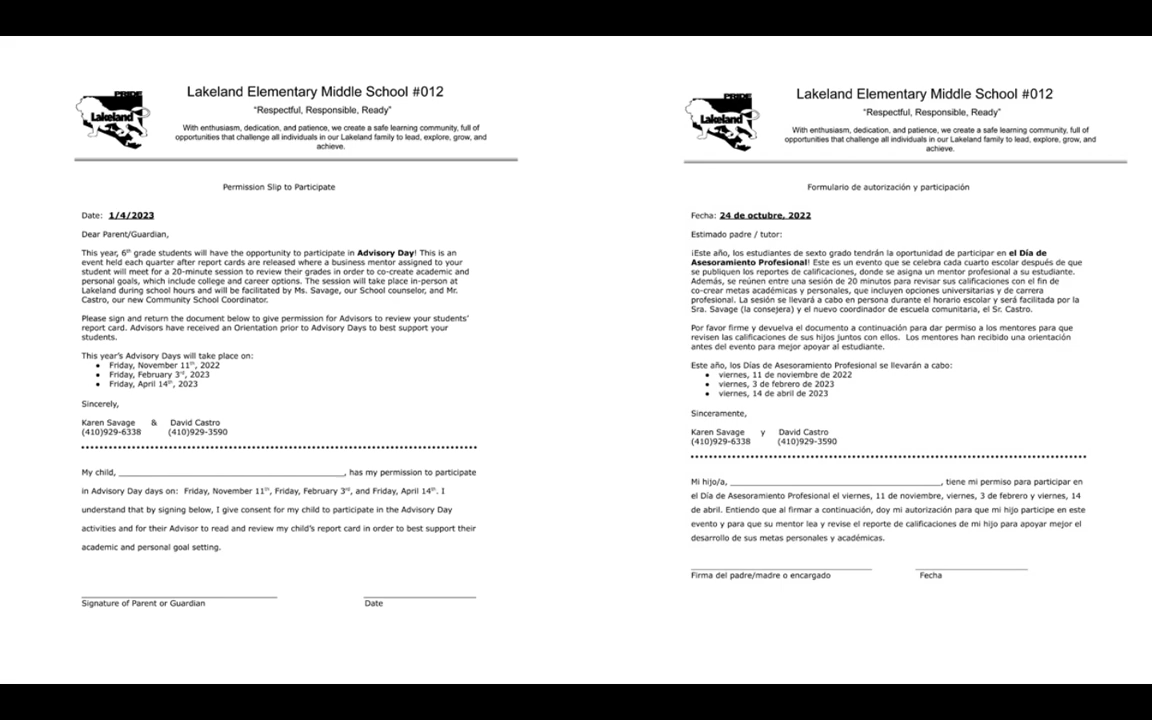 PRIDE
Lakeland
Lakeland Elementary Middle School #012
"Respectful, Responsible, Ready"
With enthusiasm, dedication, and patience, we create a safe learning community, full of
opportunities that challenge all individuals in our Lakeland family to lead, explore, grow, and
achieve.
Permission Slip to Participate
Date: 1/4/2023
Dear Parent/Guardian,
This year, 6th grade students will have the opportunity to participate in Advisory Day! This is an
event held each quarter after report cards are released where a business mentor assigned to your
student will meet for a 20-minute session to review their grades in order to co-create academic and
personal goals, which include college and career options. The session will take place in-person at
Lakeland during school hours and will be facilitated by Ms. Savage, our School counselor, and Mr.
Castro, our new Community School Coordinator.
Please sign and return the document below to give permission for Advisors to review your students'
report card. Advisors have received an Orientation prior to Advisory Days to best support your
students.
This year's Advisory Days will take place on:
• Friday, November 11th, 2022
• Friday, February 3rd, 2023
• Friday, April 14th, 2023
Sincerely,
Karen Savage & David Castro
(410)929-6338 (410)929-3590
My child, ____________________, has my permission to participate
in Advisory Day days on: Friday, November 11th, Friday, February 3rd, and Friday, April 14th. I
understand that by signing below, I give consent for my child to participate in the Advisory Day
activities and for their Advisor to read and review my child's report card in order to best support their
academic and personal goal setting.
Signature of Parent or Guardian Date
PRIDE
Lakeland
Lakeland Elementary Middle School #012
"Respectful, Responsible, Ready"
With enthusiasm, dedication, and patience, we create a safe learning community, full of
opportunities that challenge all individuals in our Lakeland family to lead, explore, grow, and
achieve.
Formulario de autorización y participación
Fecha: 24 de octubre, 2022
Estimado padre / tutor:
¡Este año, los estudiantes de sexto grado tendrán la oportunidad de participar en el Día de
Asesoramiento Profesional! Este es un evento que se celebra cada cuarto escolar después de que
se publiquen los reportes de calificaciones, donde se asigna un mentor profesional a su estudiante.
Además, se reúnen entre una sesión de 20 minutos para revisar sus calificaciones con el fin de
co-crear metas académicas y personales, que incluyen opciones universitarias y de carrera
profesional. La sesión se llevará a cabo en persona durante el horario escolar y será facilitada por la
Sra. Savage (la consejera) y el nuevo coordinador de escuela comunitaria, el Sr. Castro.
Por favor firme y devuelva el documento a continuación para dar permiso a los mentores para que
revisen las calificaciones de sus hijos juntos con ellos. Los mentores han recibido una orientación
antes del evento para mejor apoyar al estudiante.
Este año, los Días de Asesoramiento Profesional se llevarán a cabo:
• viernes, 11 de noviembre de 2022
• viernes, 3 de febrero de 2023
• viernes, 14 de abril de 2023
Sinceramente,
Karen Savage y David Castro
(410)929-6338 (410)929-3590
Mi hijo/a, ____________________, tiene mi permiso para participar en
el Día de Asesoramiento Profesional el viernes, 11 de noviembre, viernes, 3 de febrero y viernes, 14
de abril. Entiendo que al firmar a continuación, doy mi autorización para que mi hijo participe en este
evento y para que su mentor lea y revise el reporte de calificaciones de mi hijo para apoyar mejor el
desarrollo de sus metas personales y académicas.
Firma del padre/madre o encargado Fecha